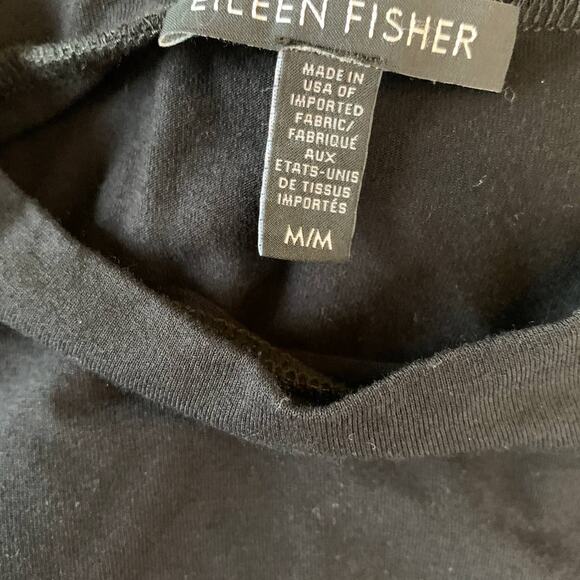 EILEEN FISHER
MADE IN
USA OF
IMPORTED
FABRIC/
FABRIQUÉ
AUX
ETATS-UNIS
DE TISSUS
IMPORTÉS
M/M